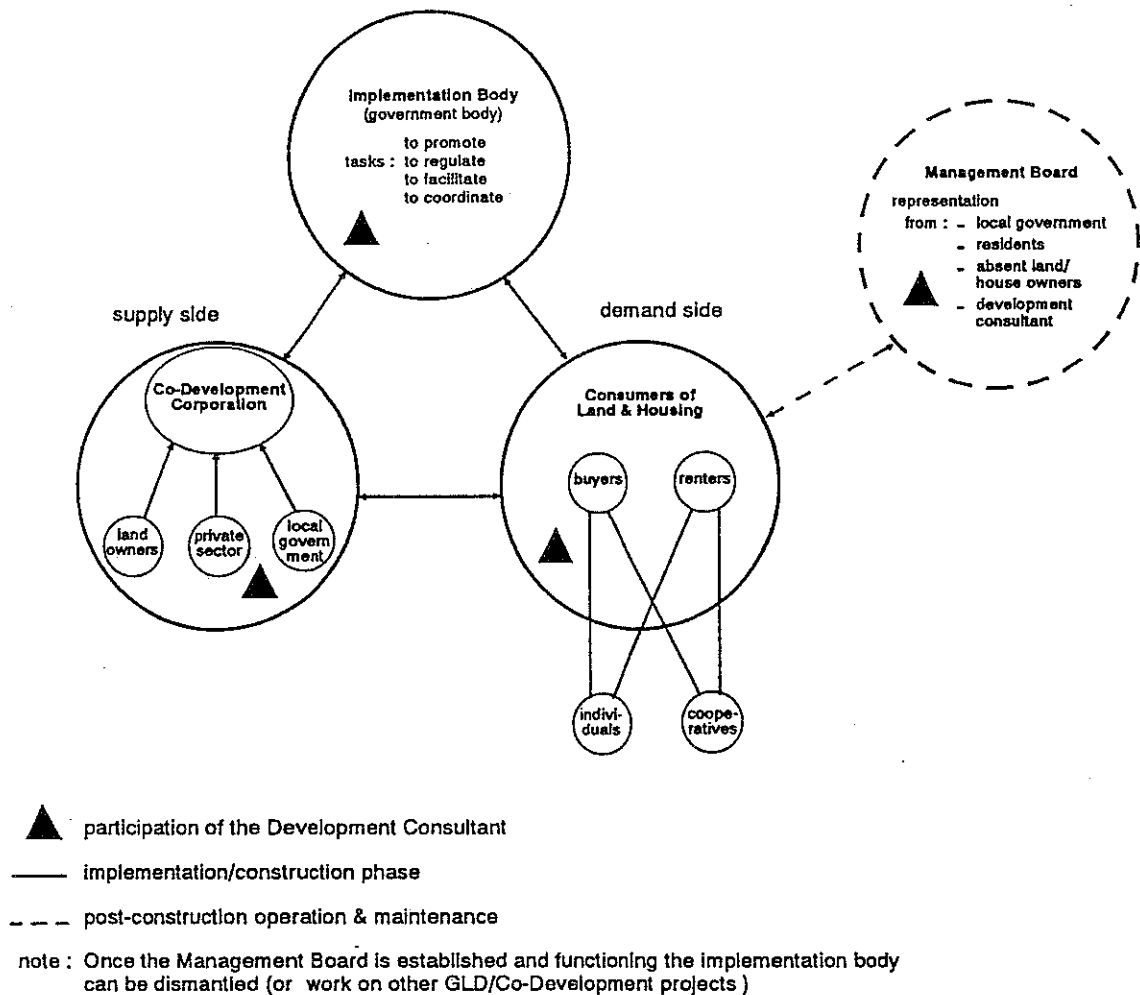 Implementation Body
(government body)
to promote
tasks : to regulate
to facilitate
to coordinate
Management Board
representation
from : - local government
- residents
- absent land/
house owners
- development
consultant
supply side
demand side
Co-Development
Corporation
land
owners
private
sector
local
govern
ment
Consumers of
Land & Housing
buyers
renters
indivi-
duals
coope-
ratives
participation of the Development Consultant
implementation/construction phase
post-construction operation & maintenance
note : Once the Management Board is established and functioning the implementation body
can be dismantled (or work on other GLD/Co-Development projects )